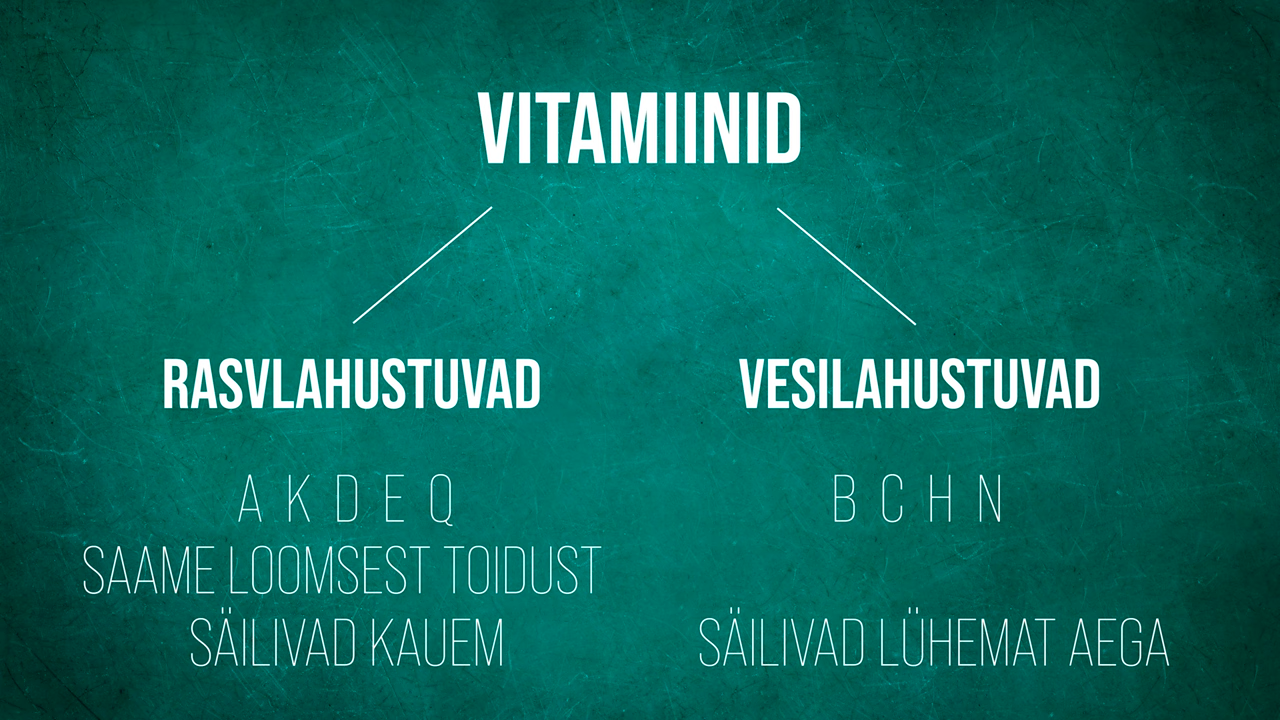 VITAMIINID
RASVLAHUSTUVAD
VESILAHUSTUVAD
A K D E Q
SAAME LOOMSEST TOIDUST
SÄILIVAD KAUEM
B C H N
SÄILIVAD LÜHEMAT AEGA